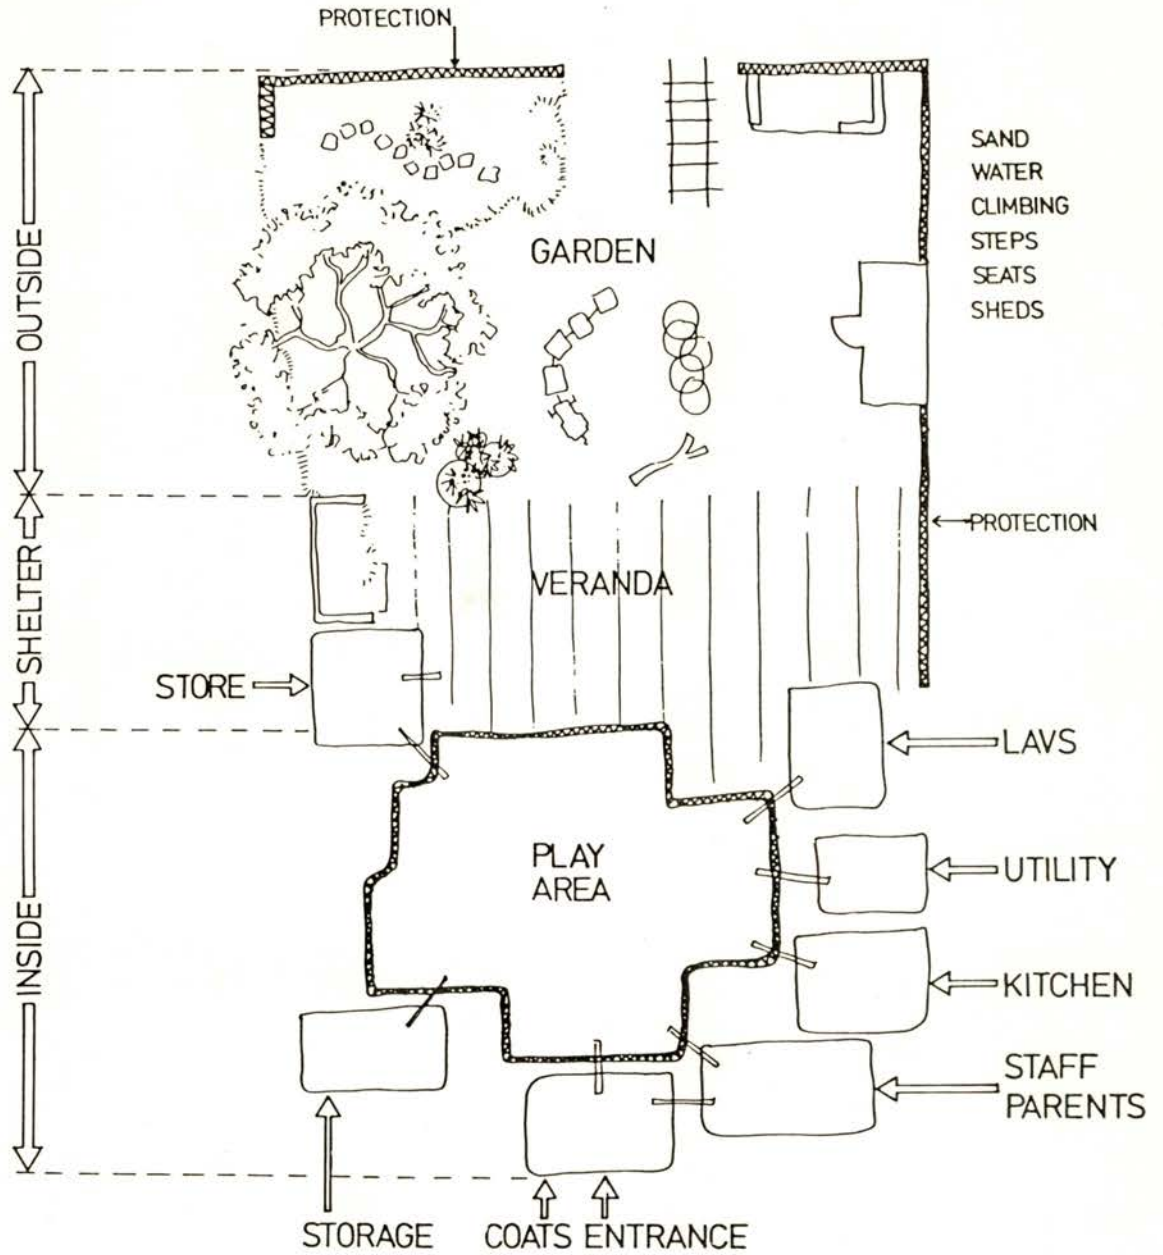 PROTECTION
SAND
WATER
CLIMBING
STEPS
SEATS
SHEDS
GARDEN
OUTSIDE
PROTECTION
VERANDA
SHELTER
STORE
LAVS
PLAY
AREA
UTILITY
INSIDE
KITCHEN
STAFF
PARENTS
STORAGE
COATS ENTRANCE